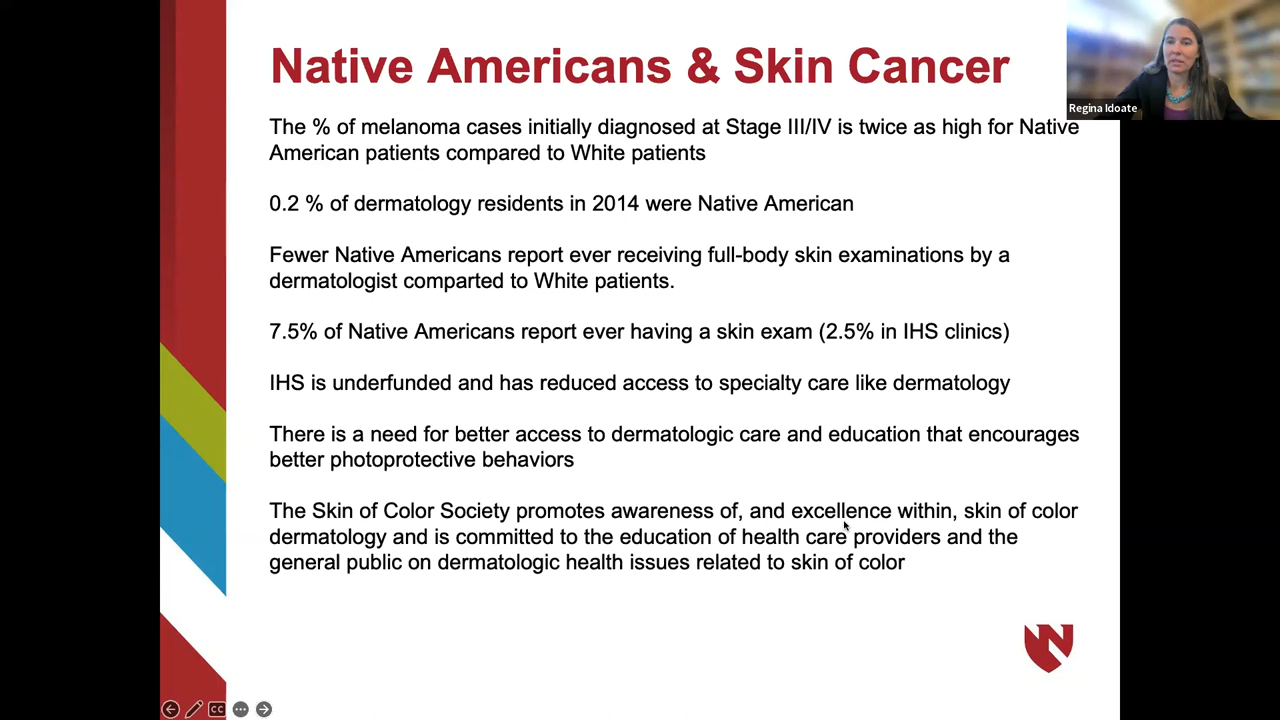 Native Americans & Skin Cancer
Regina Idoate
The % of melanoma cases initially diagnosed at Stage III/IV is twice as high for Native
American patients compared to White patients
0.2 % of dermatology residents in 2014 were Native American
Fewer Native Americans report ever receiving full-body skin examinations by a
dermatologist comparted to White patients.
7.5% of Native Americans report ever having a skin exam (2.5% in IHS clinics)
IHS is underfunded and has reduced access to specialty care like dermatology
There is a need for better access to dermatologic care and education that encourages
better photoprotective behaviors
The Skin of Color Society promotes awareness of, and excellence within, skin of color
dermatology and is committed to the education of health care providers and the
general public on dermatologic health issues related to skin of color
N
CC